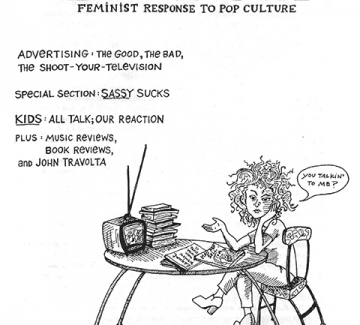 FEMINIST RESPONSE TO POP CULTURE
ADVERTISING: THE GOOD, THE BAD,
THE SHOOT-YOUR-TELEVISION
SPECIAL SECTION: SASSY SUCKS
KIDS: ALL TALK; OUR REACTION
PLUS: MUSIC REVIEWS,
BOOK REVIEWS,
AND JOHN TRAVOLTA
YOU TALKIN'
TO ME?